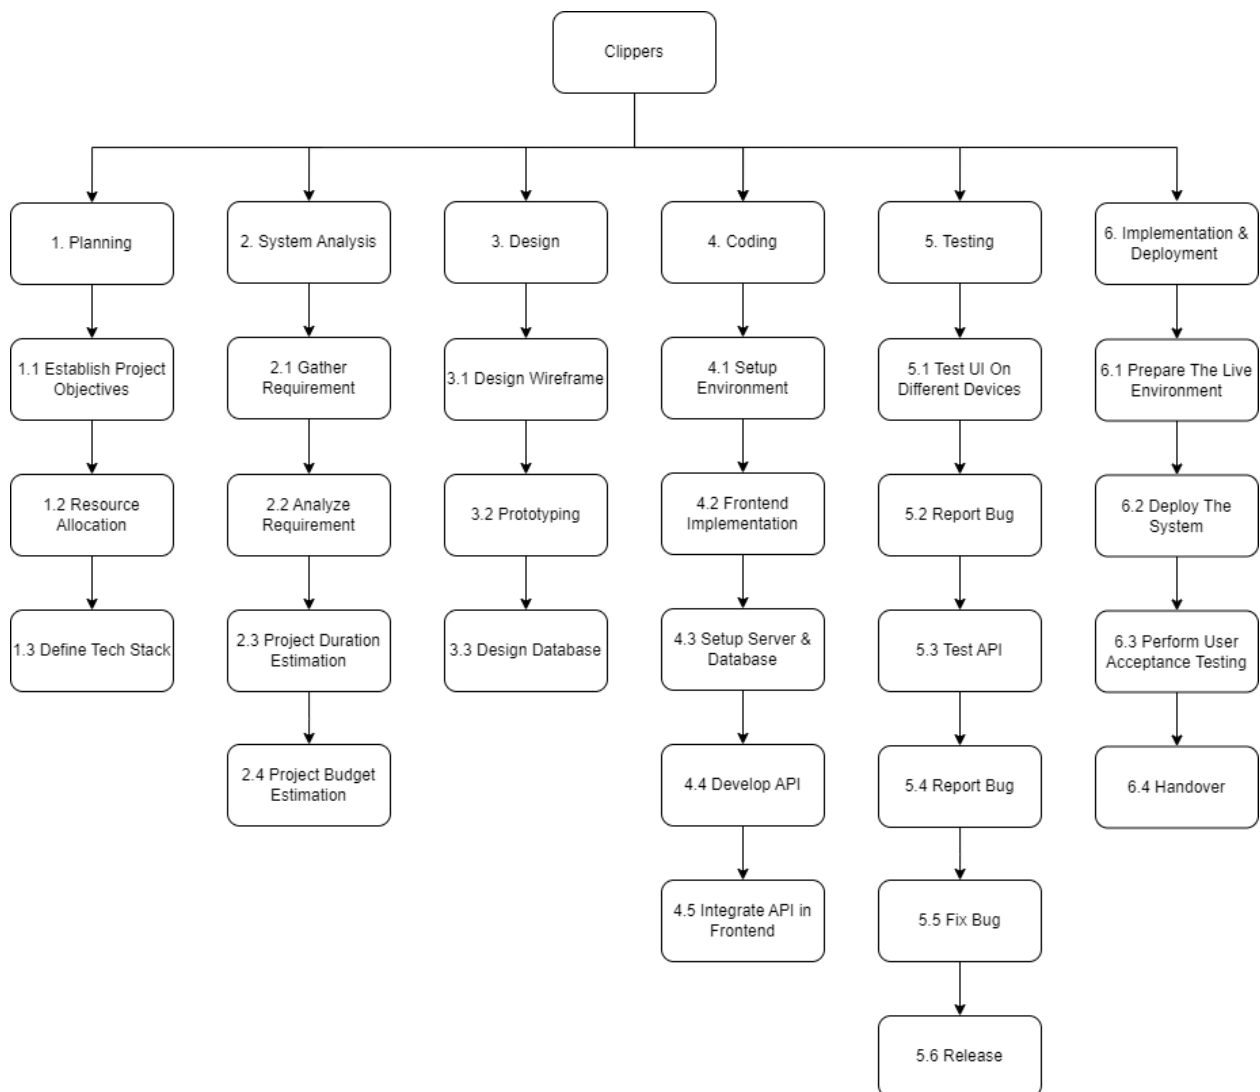 Clippers
1. Planning
2. System Analysis
3. Design
4. Coding
5. Testing
6. Implementation &
Deployment
1.1 Establish Project
Objectives
2.1 Gather
Requirement
3.1 Design Wireframe
4.1 Setup
Environment
5.1 Test UI On
Different Devices
6.1 Prepare The Live
Environment
1.2 Resource
Allocation
2.2 Analyze
Requirement
3.2 Prototyping
4.2 Frontend
Implementation
5.2 Report Bug
6.2 Deploy The
System
1.3 Define Tech Stack
2.3 Project Duration
Estimation
3.3 Design Database
4.3 Setup Server &
Database
5.3 Test API
6.3 Perform User
Acceptance Testing
2.4 Project Budget
Estimation
4.4 Develop API
5.4 Report Bug
6.4 Handover
4.5 Integrate API in
Frontend
5.5 Fix Bug
5.6 Release